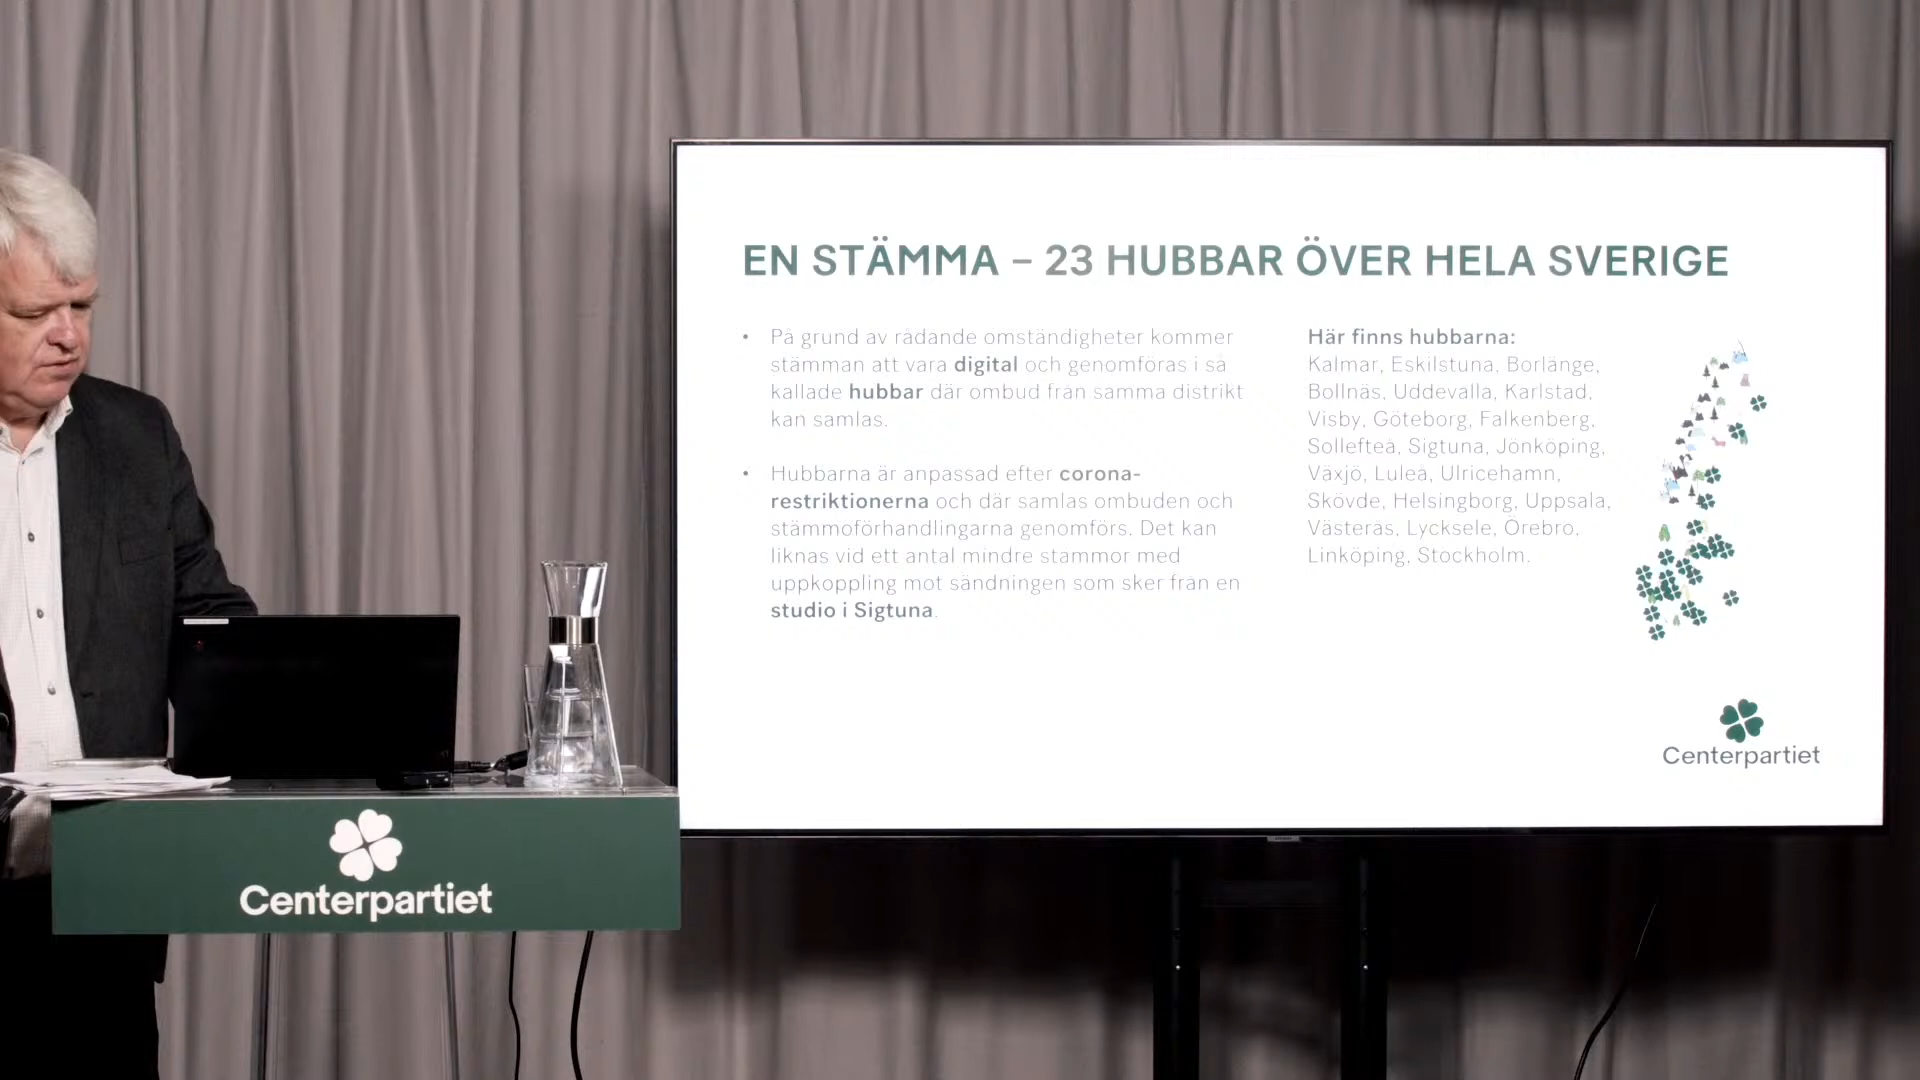 EN STÄMMA – 23 HUBBAR ÖVER HELA SVERIGE
• På grund av rådande omständigheter kommer
stämman att vara digital och genomföras i så
kallade hubbar där ombud från samma distrikt
kan samlas.
• Hubbarna är anpassad efter corona-
restriktionerna och där samlas ombuden och
stämmoförhandlingarna genomförs. Det kan
liknas vid ett antal mindre stämmor med
uppkoppling mot sändningen som sker från en
studio i Sigtuna.
Här finns hubbarna:
Kalmar, Eskilstuna, Borlänge,
Bollnäs, Uddevalla, Karlstad,
Visby, Göteborg, Falkenberg,
Sollefteå, Sigtuna, Jönköping,
Växjö, Luleå, Ulricehamn,
Skövde, Helsingborg, Uppsala,
Västerås, Lycksele, Örebro,
Linköping, Stockholm.
Centerpartiet
Centerpartiet